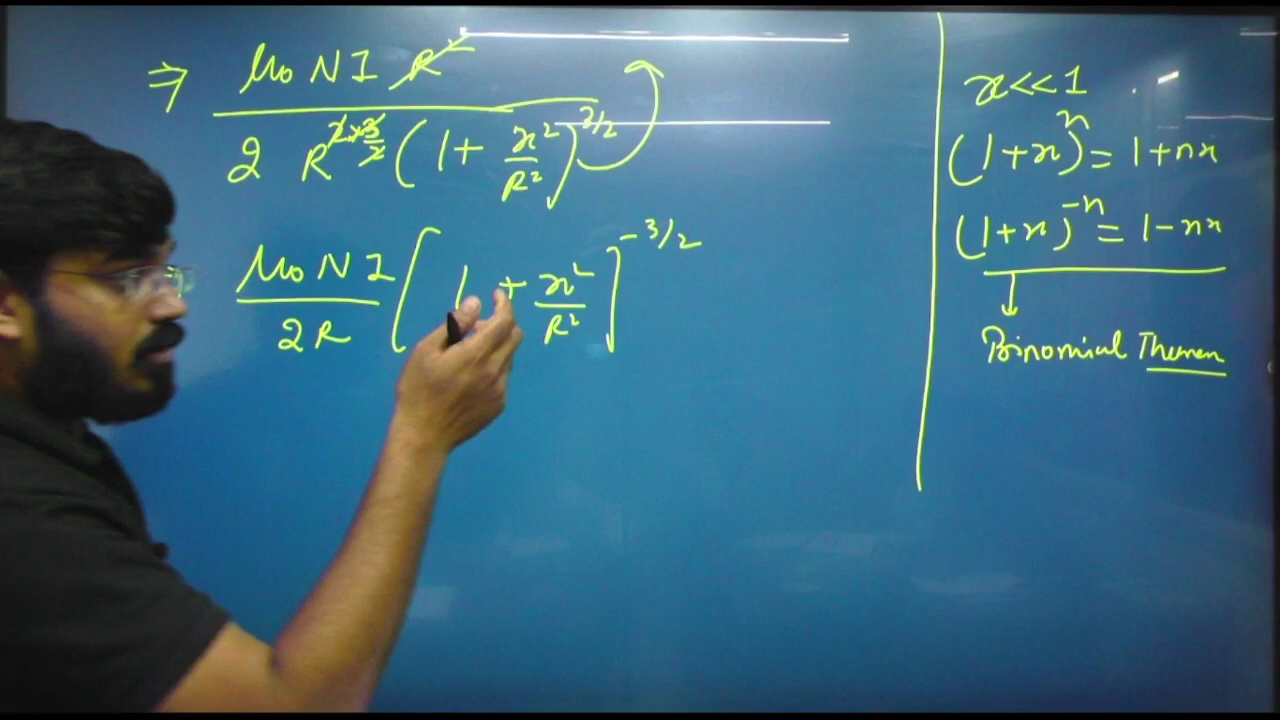 ⇒ μ₀ N I R²
2 R^(2×3/2) (1 + x²/R²)^(3/2)
μ₀ N I / 2R [1 + x²/R²]^(-3/2)
x<<1
(1+x)^n = 1+nx
(1+x)^-n = 1-nx
↓
Binomial Theorem